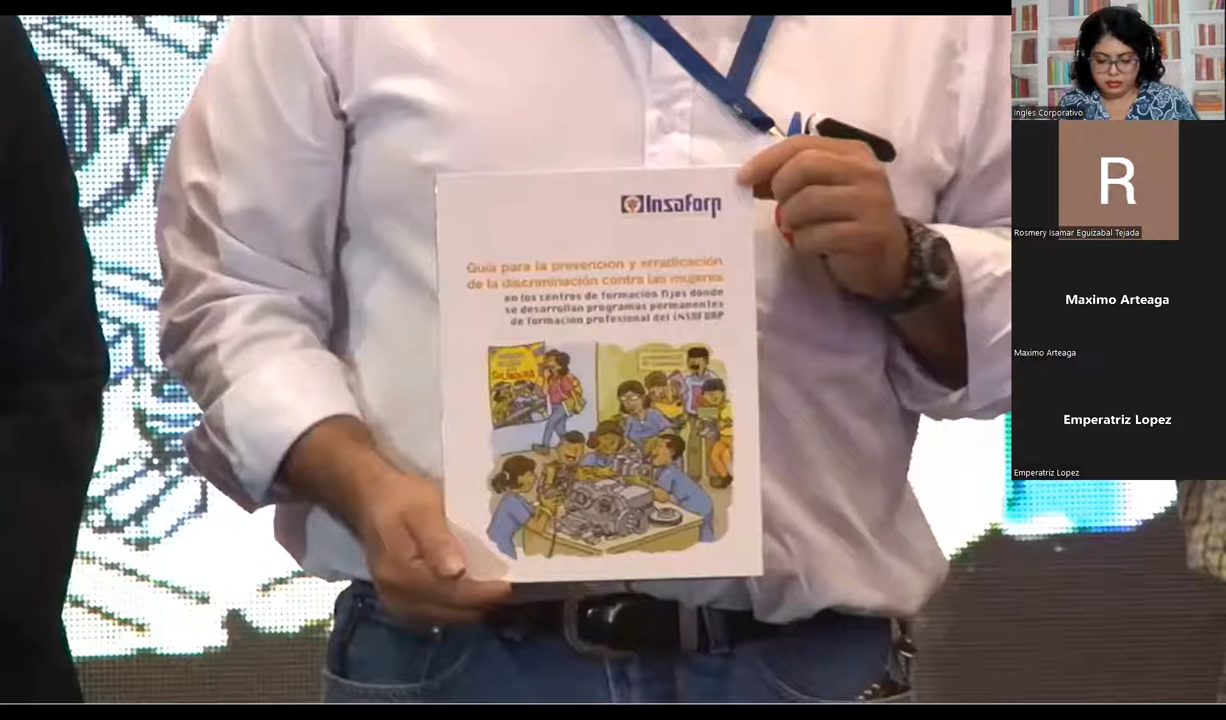 Insaforp
Guía para la prevención y erradicación
de la discriminación contra las mujeres
en los centros de formación fijos donde
se desarrollan programas permanentes
de formación profesional del INSAFORP
Ingles Corporativo
R
Rosmery Isamar Eguizabal Tejada
Maximo Arteaga
Maximo Arteaga
Emperatriz Lopez
Emperatriz Lopez